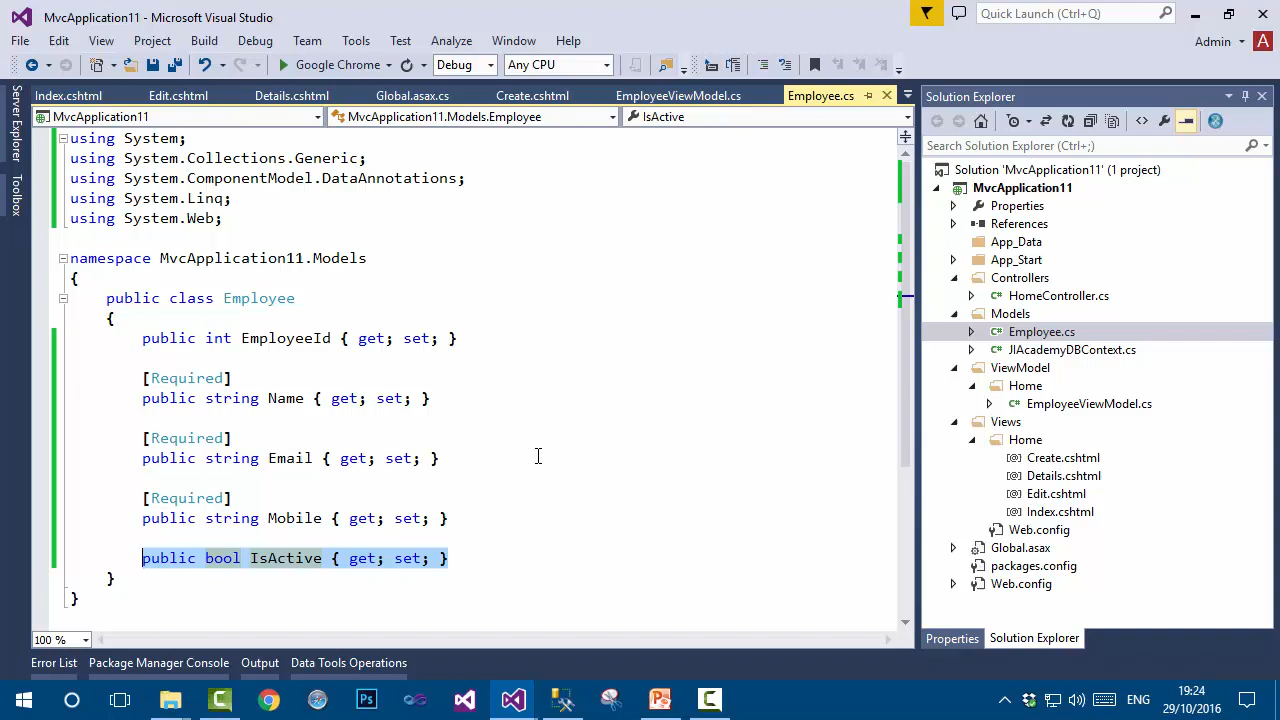 MvcApplication11 - Microsoft Visual Studio
Quick Launch (Ctrl+Q)
File Edit View Project Build Debug Team Tools Test Analyze Window Help
Admin A
Google Chrome Debug Any CPU
Index.cshtml Edit.cshtml Details.cshtml Global.asax.cs Create.cshtml EmployeeViewModel.cs Employee.cs
MvcApplication11 MvcApplication11.Models.Employee IsActive
Server Explorer
Toolbox
using System;
using System.Collections.Generic;
using System.ComponentModel.DataAnnotations;
using System.Linq;
using System.Web;
namespace MvcApplication11.Models
{
public class Employee
{
public int EmployeeId { get; set; }
[Required]
public string Name { get; set; }
[Required]
public string Email { get; set; }
[Required]
public string Mobile { get; set; }
public bool IsActive { get; set; }
}
}
100 %
Solution Explorer
Search Solution Explorer (Ctrl+;)
Solution 'MvcApplication11' (1 project)
MvcApplication11
Properties
References
App_Data
App_Start
Controllers
C# HomeController.cs
Models
C# Employee.cs
C# JIAcademyDBContext.cs
ViewModel
Home
C# EmployeeViewModel.cs
Views
Home
Create.cshtml
Details.cshtml
Edit.cshtml
Index.cshtml
Web.config
Global.asax
packages.config
Web.config
Properties Solution Explorer
Error List Package Manager Console Output Data Tools Operations
Ps
ENG
19:24
29/10/2016